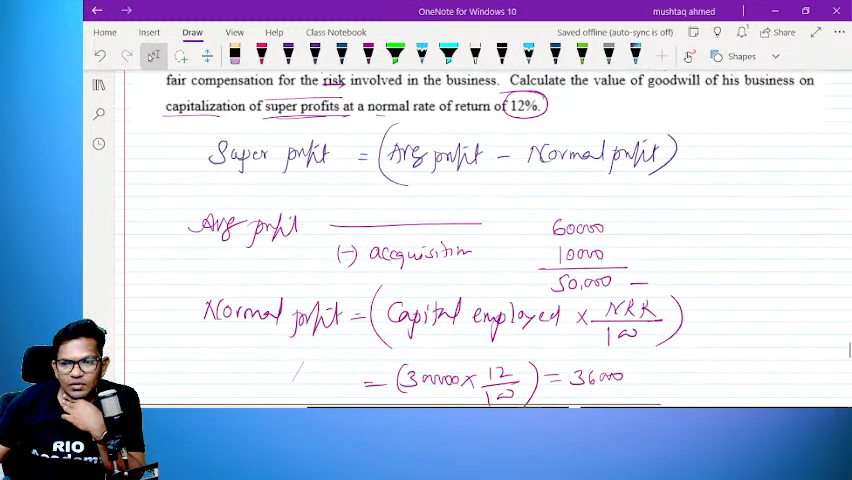 OneNote for Windows 10
mushtaq ahmed
Home Insert Draw View Help Class Notebook
Saved offline (auto-sync is off)
Share
Shapes
fair compensation for the risk involved in the business. Calculate the value of goodwill of his business on
capitalization of super profits at a normal rate of return of 12%.
Super profit = (Avg profit - Normal profit)
Avg profit 60000
(-) acquisition 10000
50,000 -
Normal profit = (Capital employed × NRR/100)
= (300000 × 12/100) = 36000
RIO
Academy